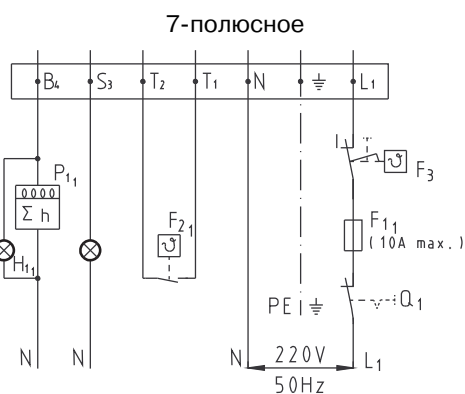 7-полюсное
B4 S3 T2 T1 N L1
P11
0000
Σ h
H11
F21
ϑ
ϑ F3
F11
(10A max.)
PE Q1
N N N 220V L1
50Hz